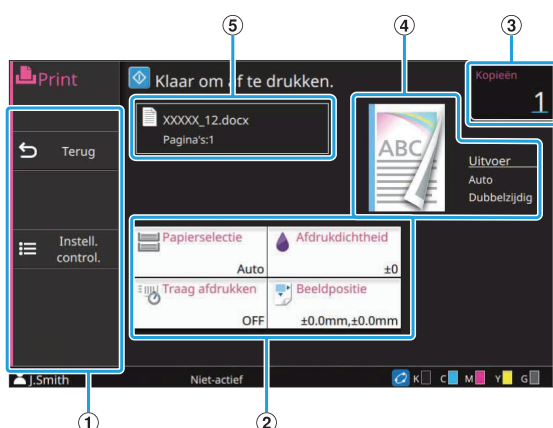 5
4
3
Print
Klaar om af te drukken.
Kopieën
1
XXXXX_12.docx
Pagina's:1
ABC
Terug
Uitvoer
Auto
Dubbelzijdig
Instell.
control.
Papierselectie
Auto
Afdrukdichtheid
±0
Traag afdrukken
OFF
Beeldpositie
±0.0mm,±0.0mm
J.Smith
Niet-actief
K C M Y G
1
2